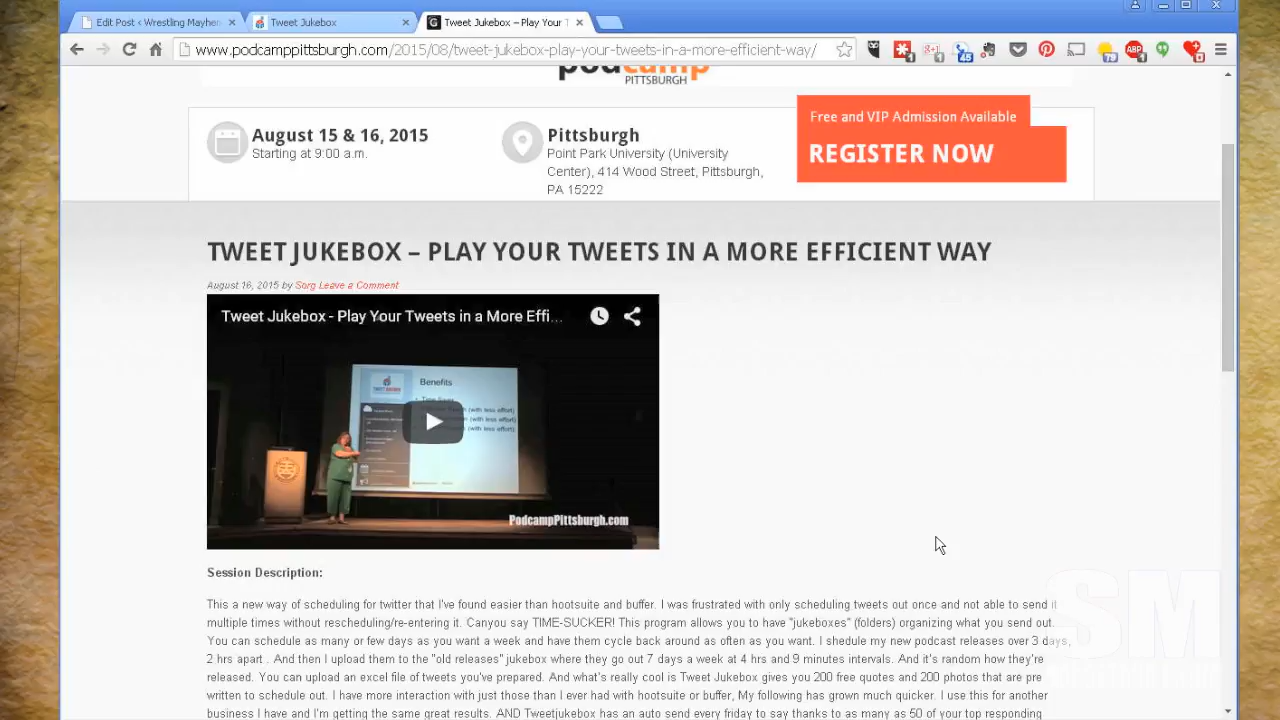 Edit Post ‹ Wrestling Mayhem
Tweet Jukebox
Tweet Jukebox – Play Your T
www.podcamppittsburgh.com/2015/08/tweet-jukebox-play-your-tweets-in-a-more-efficient-way/
podcamp
PITTSBURGH
August 15 & 16, 2015
Starting at 9:00 a.m.
Pittsburgh
Point Park University (University
Center), 414 Wood Street, Pittsburgh,
PA 15222
Free and VIP Admission Available
REGISTER NOW
TWEET JUKEBOX – PLAY YOUR TWEETS IN A MORE EFFICIENT WAY
August 16, 2015 by Sorg Leave a Comment
Tweet Jukebox - Play Your Tweets in a More Effi...
Benefits
(with less effort)
(with less effort)
(with less effort)
PodcampPittsburgh.com
Session Description:
This a new way of scheduling for twitter that I've found easier than hootsuite and buffer. I was frustrated with only scheduling tweets out once and not able to send it
multiple times without rescheduling/re-entering it. Canyou say TIME-SUCKER! This program allows you to have "jukeboxes" (folders) organizing what you send out.
You can schedule as many or few days as you want a week and have them cycle back around as often as you want. I shedule my new podcast releases over 3 days,
2 hrs apart . And then I upload them to the "old releases" jukebox where they go out 7 days a week at 4 hrs and 9 minutes intervals. And it's random how they're
released. You can upload an excel file of tweets you've prepared. And what's really cool is Tweet Jukebox gives you 200 free quotes and 200 photos that are pre
written to schedule out. I have more interaction with just those than I ever had with hootsuite or buffer, My following has grown much quicker. I use this for another
business I have and I'm getting the same great results. AND Tweetjukebox has an auto send every friday to say thanks to as many as 50 of your top responding
SM